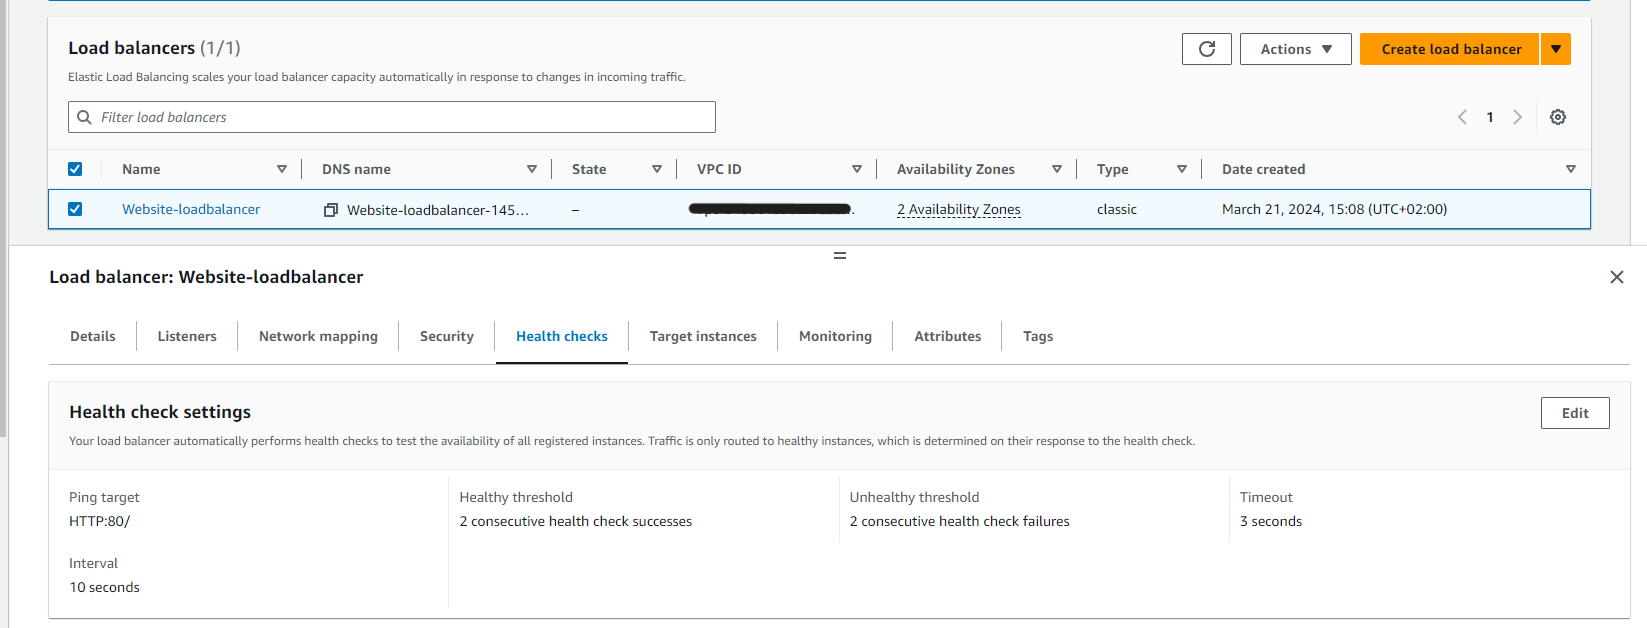 Load balancers (1/1)
Actions
Create load balancer
Elastic Load Balancing scales your load balancer capacity automatically in response to changes in incoming traffic.
Filter load balancers
1
Name DNS name State VPC ID Availability Zones Type Date created
Website-loadbalancer Website-loadbalancer-145... – 2 Availability Zones classic March 21, 2024, 15:08 (UTC+02:00)
Load balancer: Website-loadbalancer
Details Listeners Network mapping Security Health checks Target instances Monitoring Attributes Tags
Health check settings
Edit
Your load balancer automatically performs health checks to test the availability of all registered instances. Traffic is only routed to healthy instances, which is determined on their response to the health check.
Ping target
HTTP:80/
Healthy threshold
2 consecutive health check successes
Unhealthy threshold
2 consecutive health check failures
Timeout
3 seconds
Interval
10 seconds